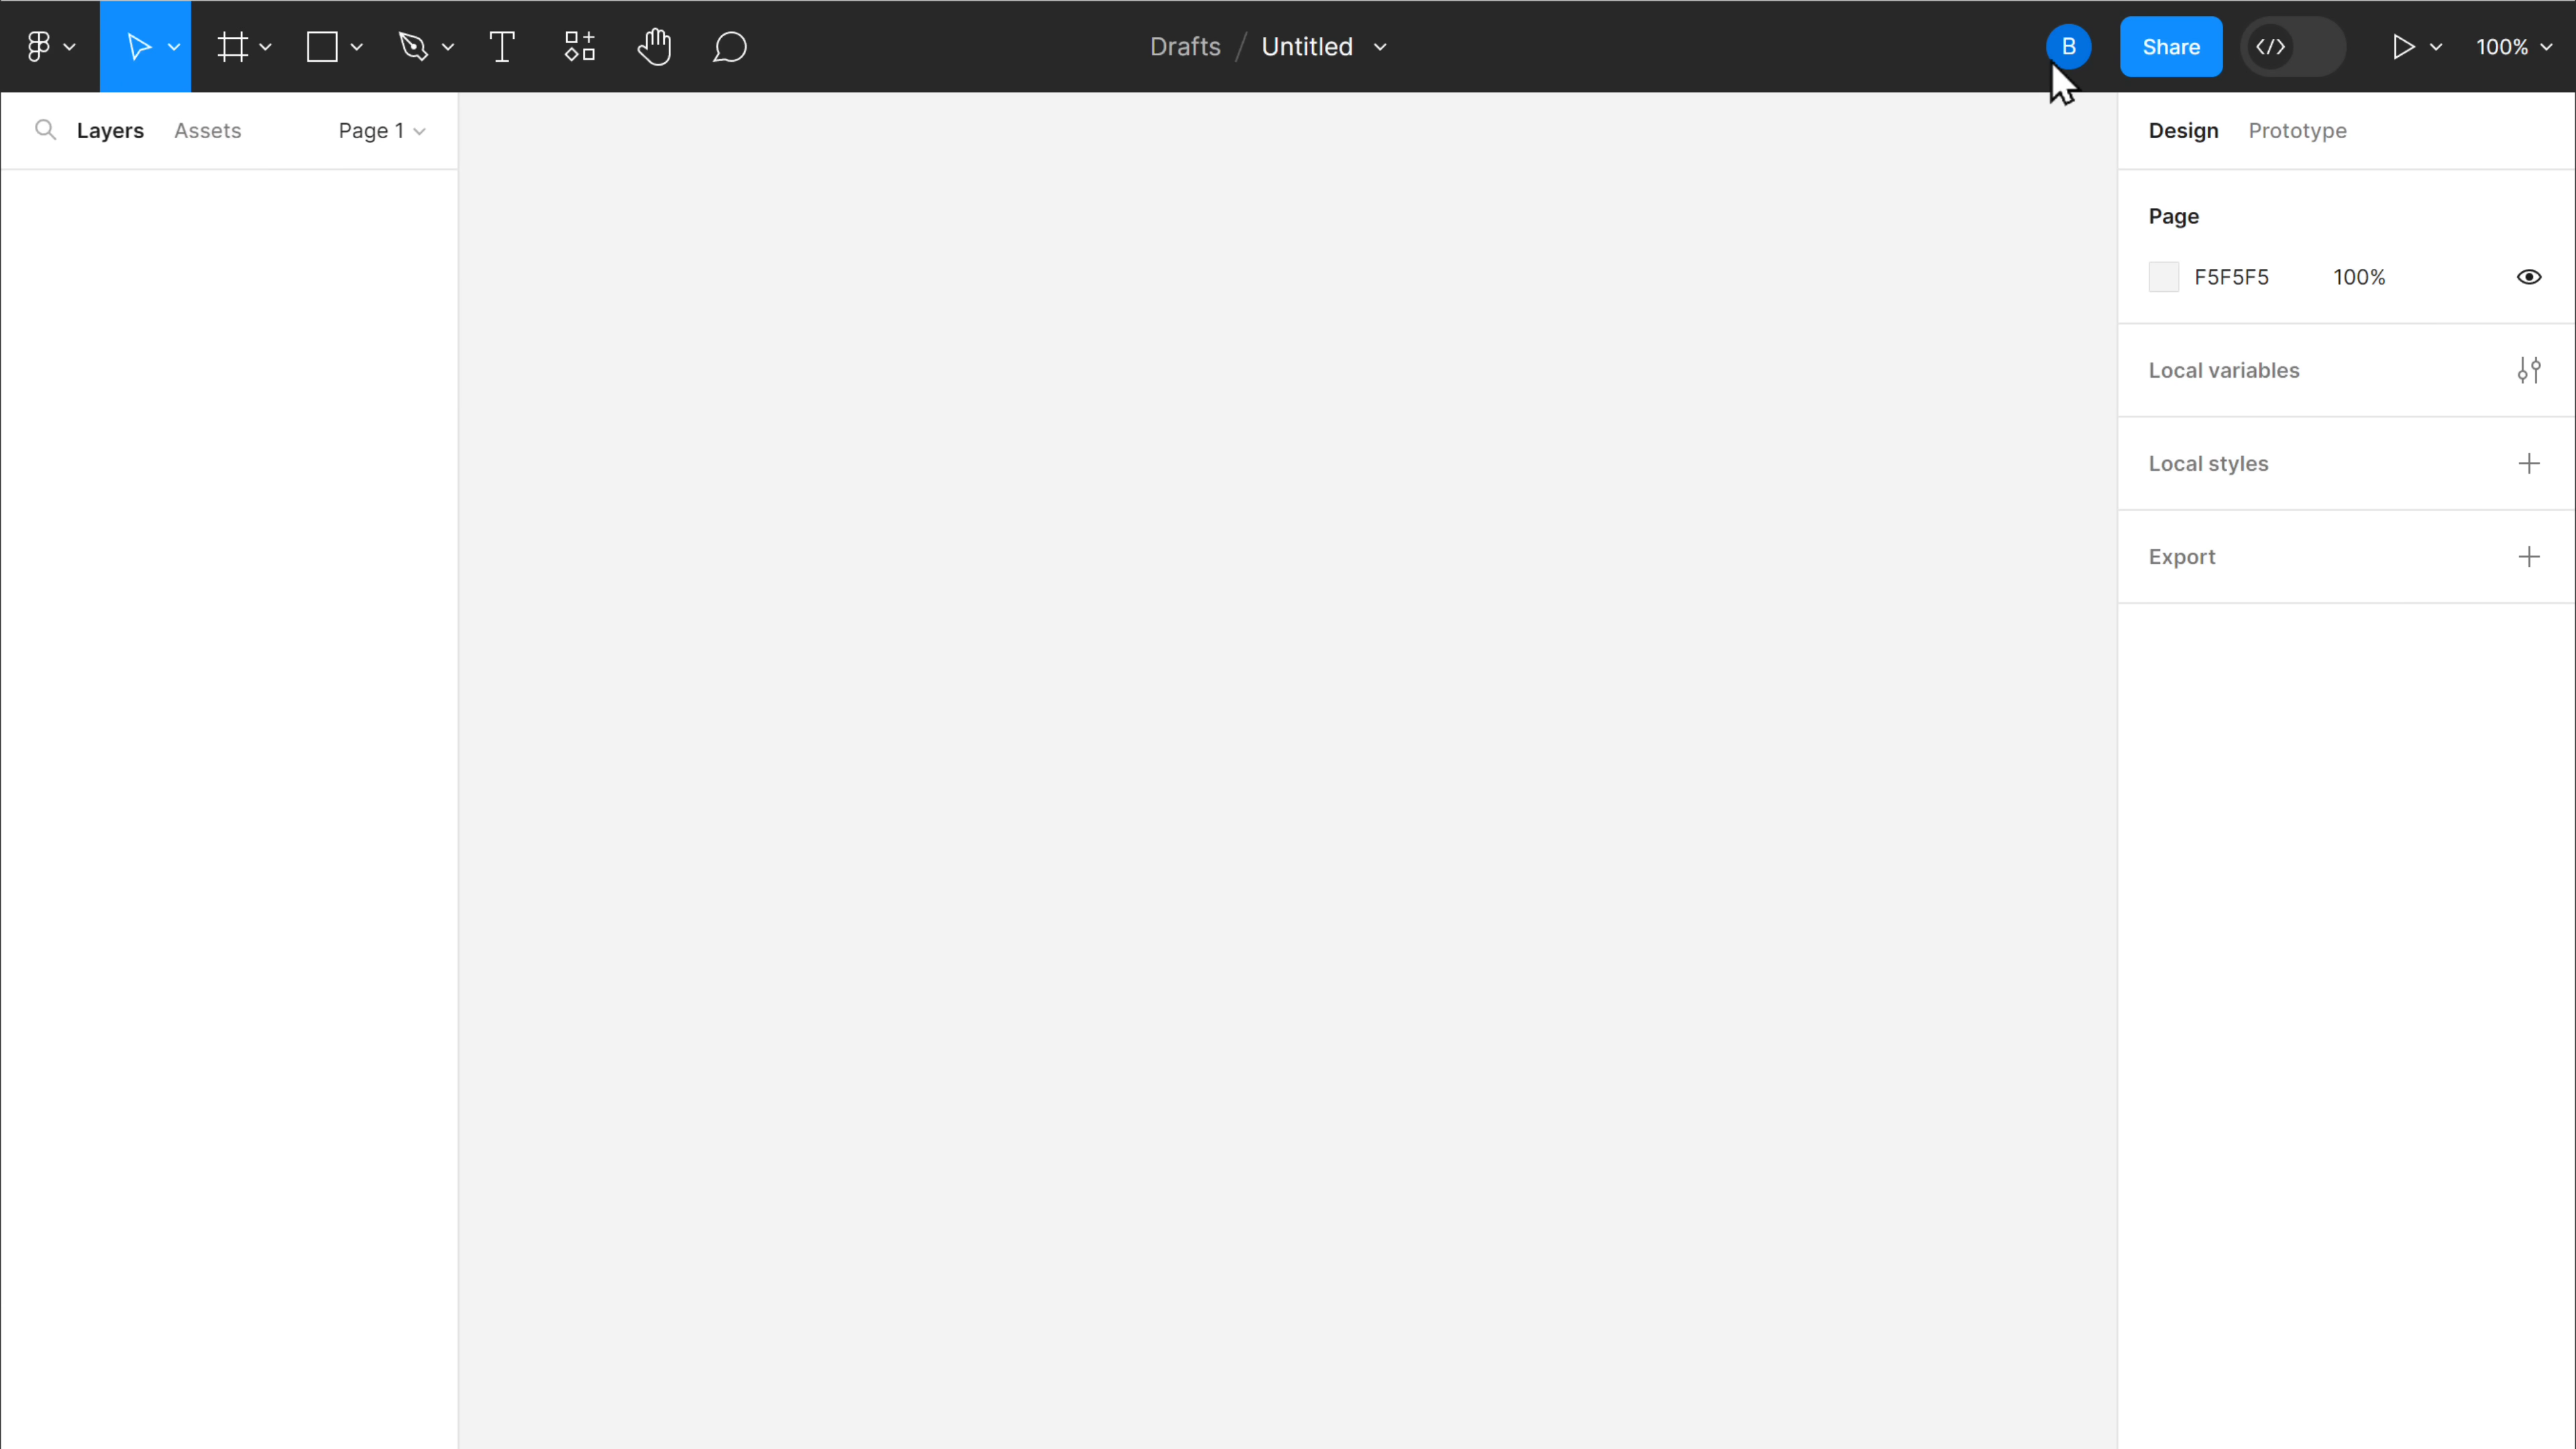 Drafts / Untitled
B
Share
100%
Layers
Assets
Page 1
Design
Prototype
Page
F5F5F5
100%
Local variables
Local styles
Export